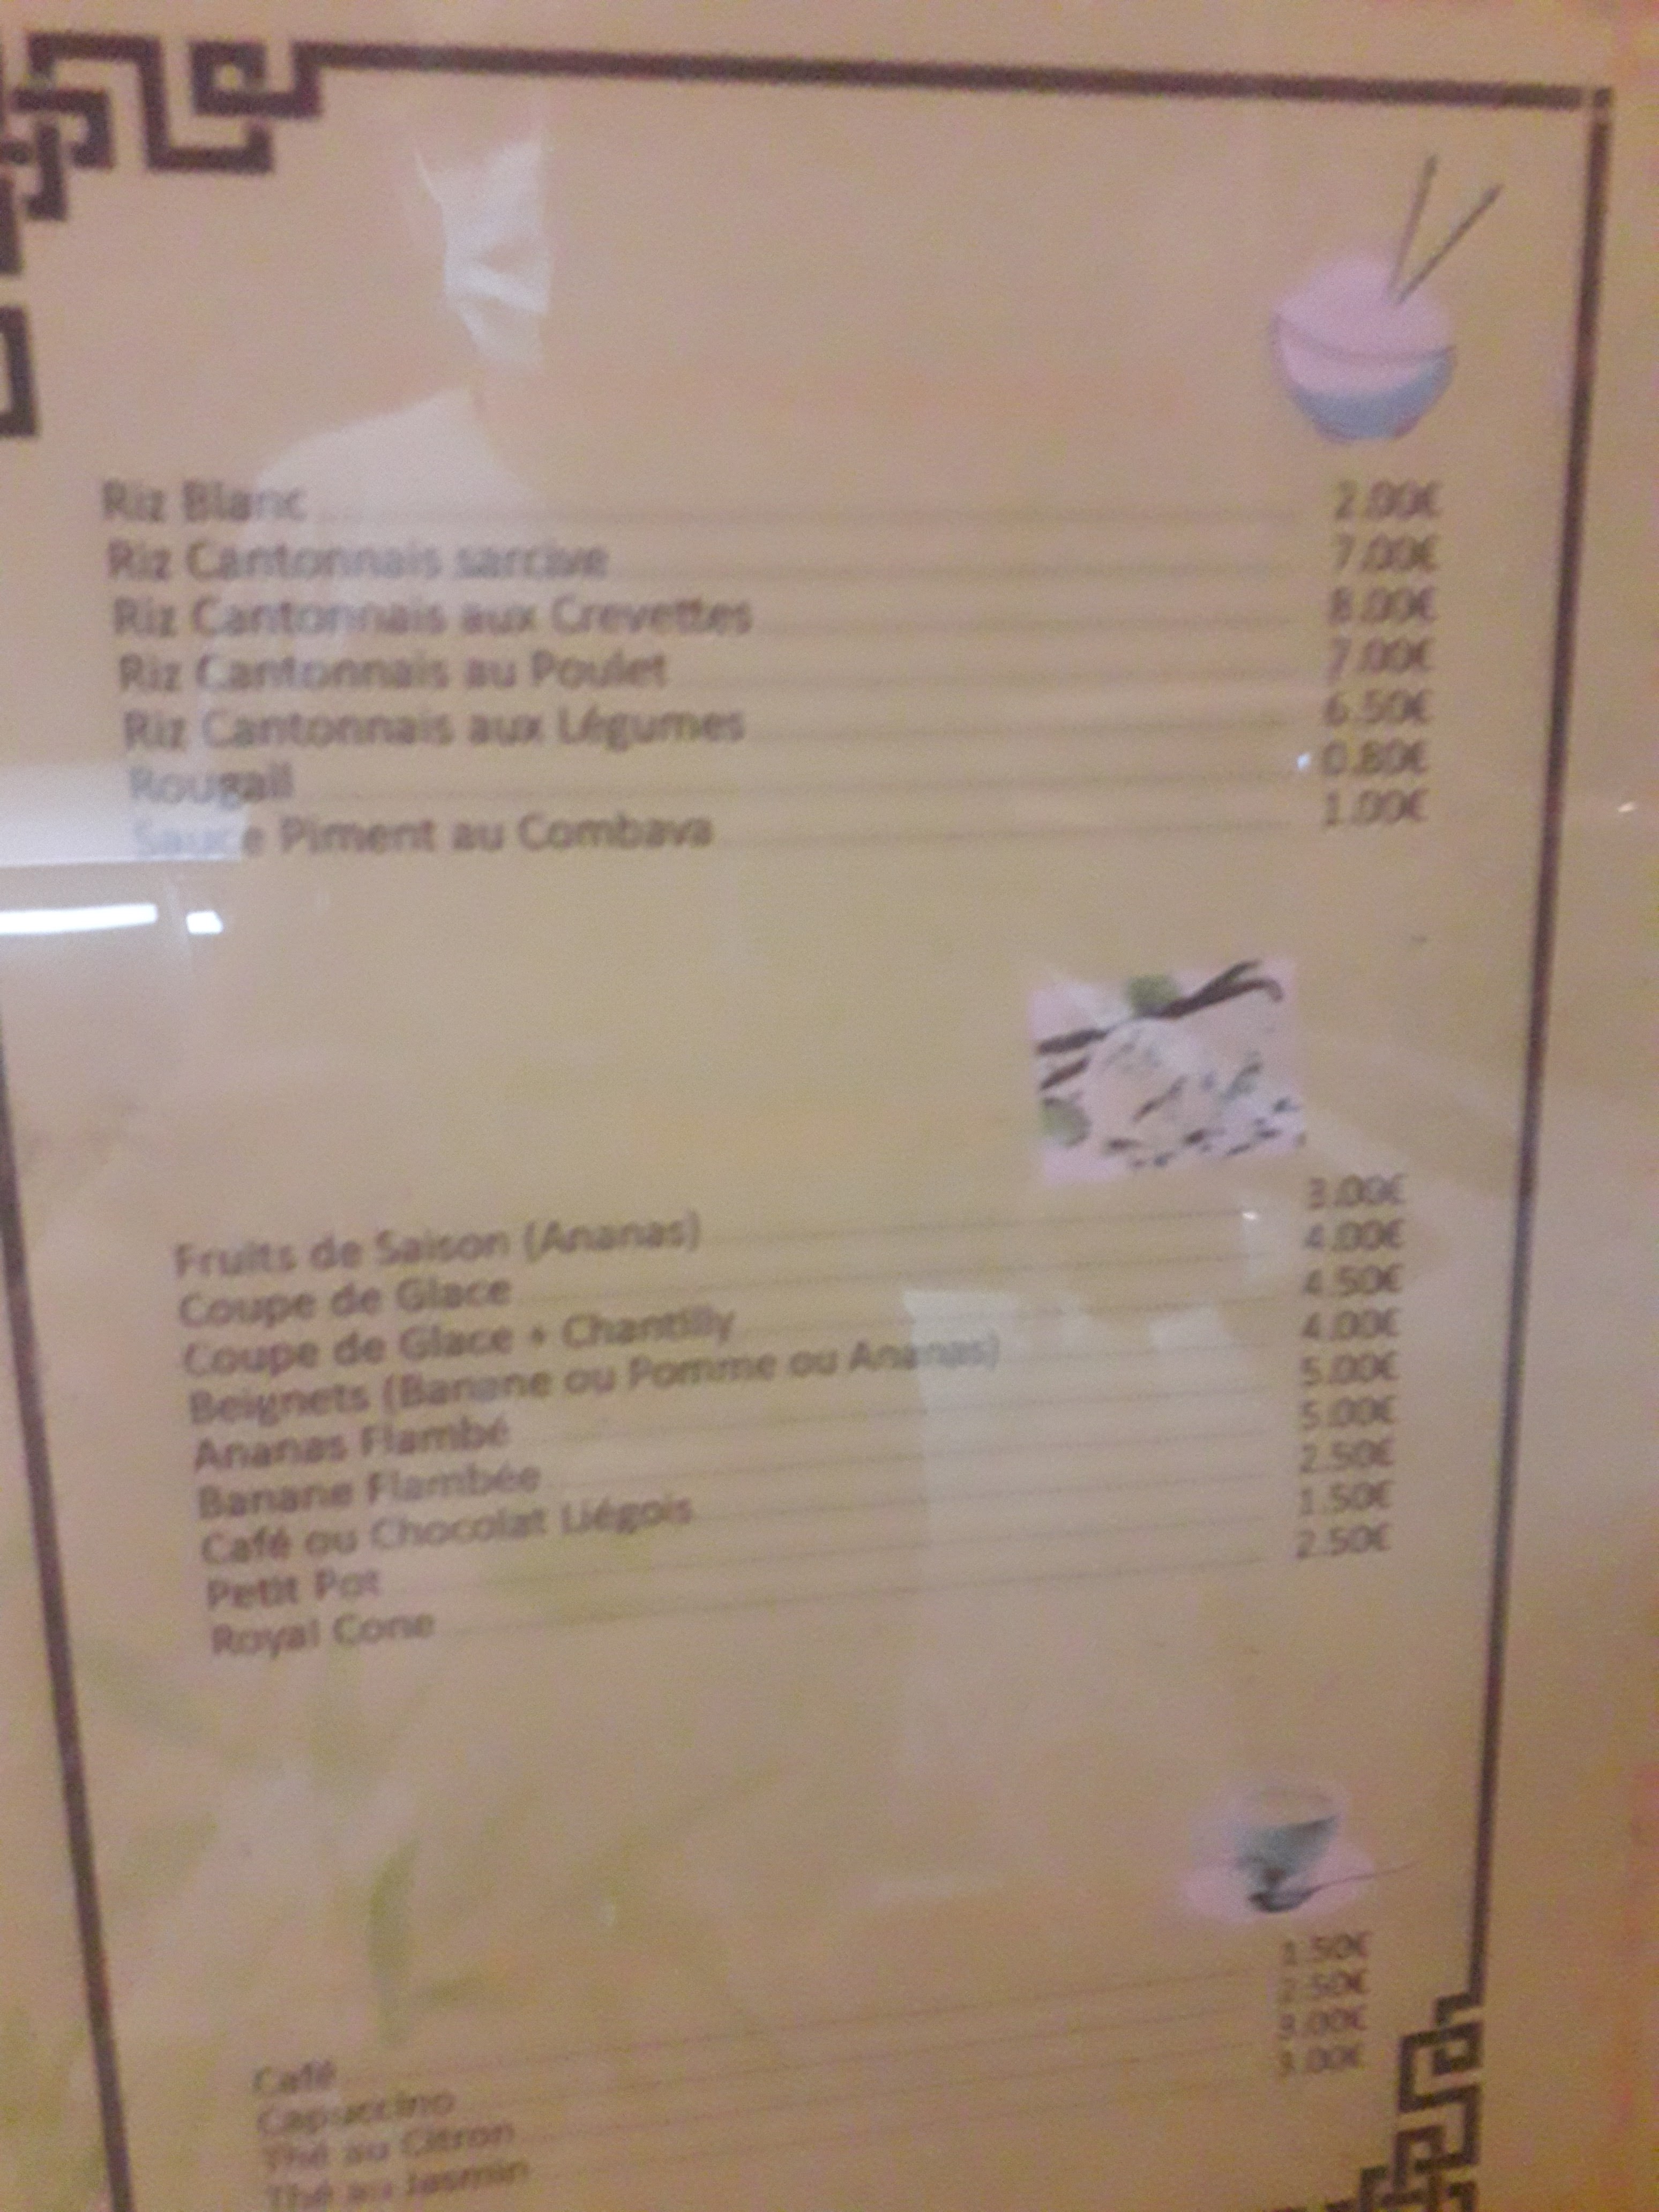 Riz Blanc 2.00€
Riz Cantonnais sarcive 7.00€
Riz Cantonnais aux Crevettes 8.00€
Riz Cantonnais au Poulet 7.00€
Riz Cantonnais aux Légumes 6.50€
Rougail 0.80€
Sauce Piment au Combava 1.00€
Fruits de Saison (Ananas) 3.00€
Coupe de Glace 4.00€
Coupe de Glace + Chantilly 4.50€
Beignets (Banane ou Pomme ou Ananas) 4.00€
Ananas Flambé 5.00€
Banane Flambée 5.00€
Café ou Chocolat Liégois 2.50€
Petit Pot 1.50€
Royal Cone 2.50€
Café 1.50€
Capuccino 2.50€
Thé au Citron 3.00€
Thé au Jasmin 3.00€